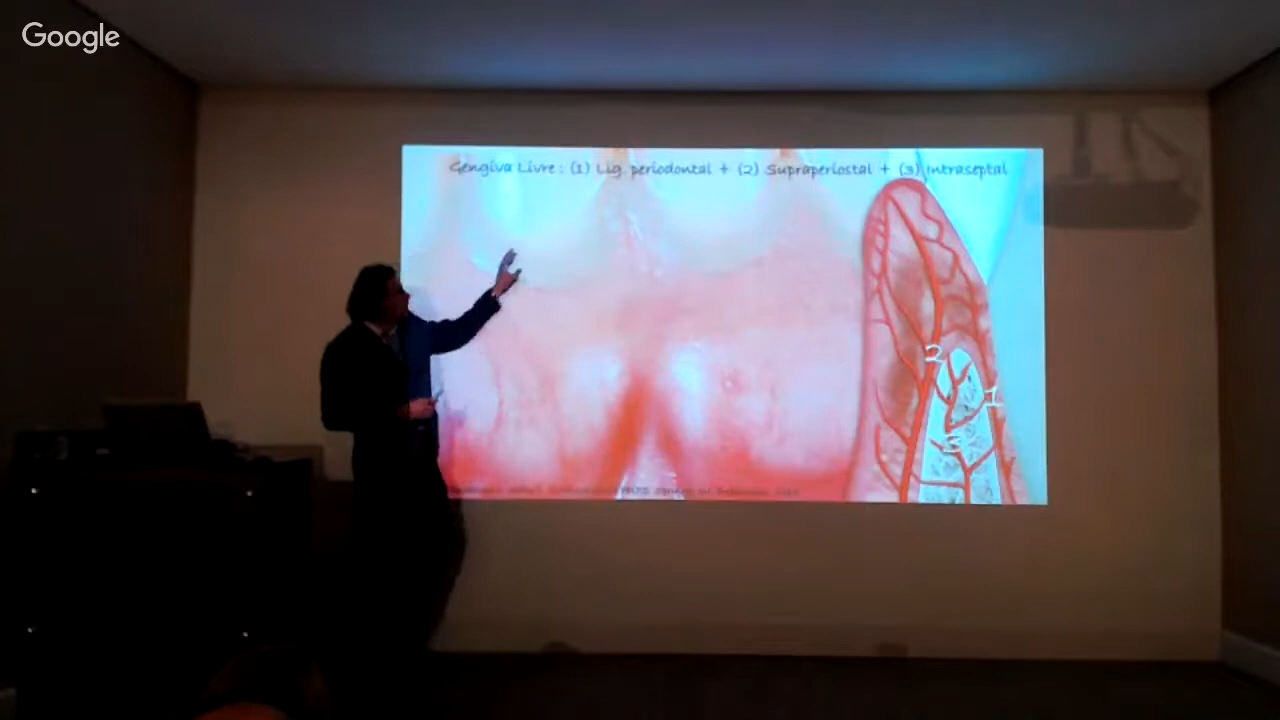 Google
Gengiva Livre: (1) Lig. periodontal + (2) Supraperiostal + (3) Intraseptal
2
1
3